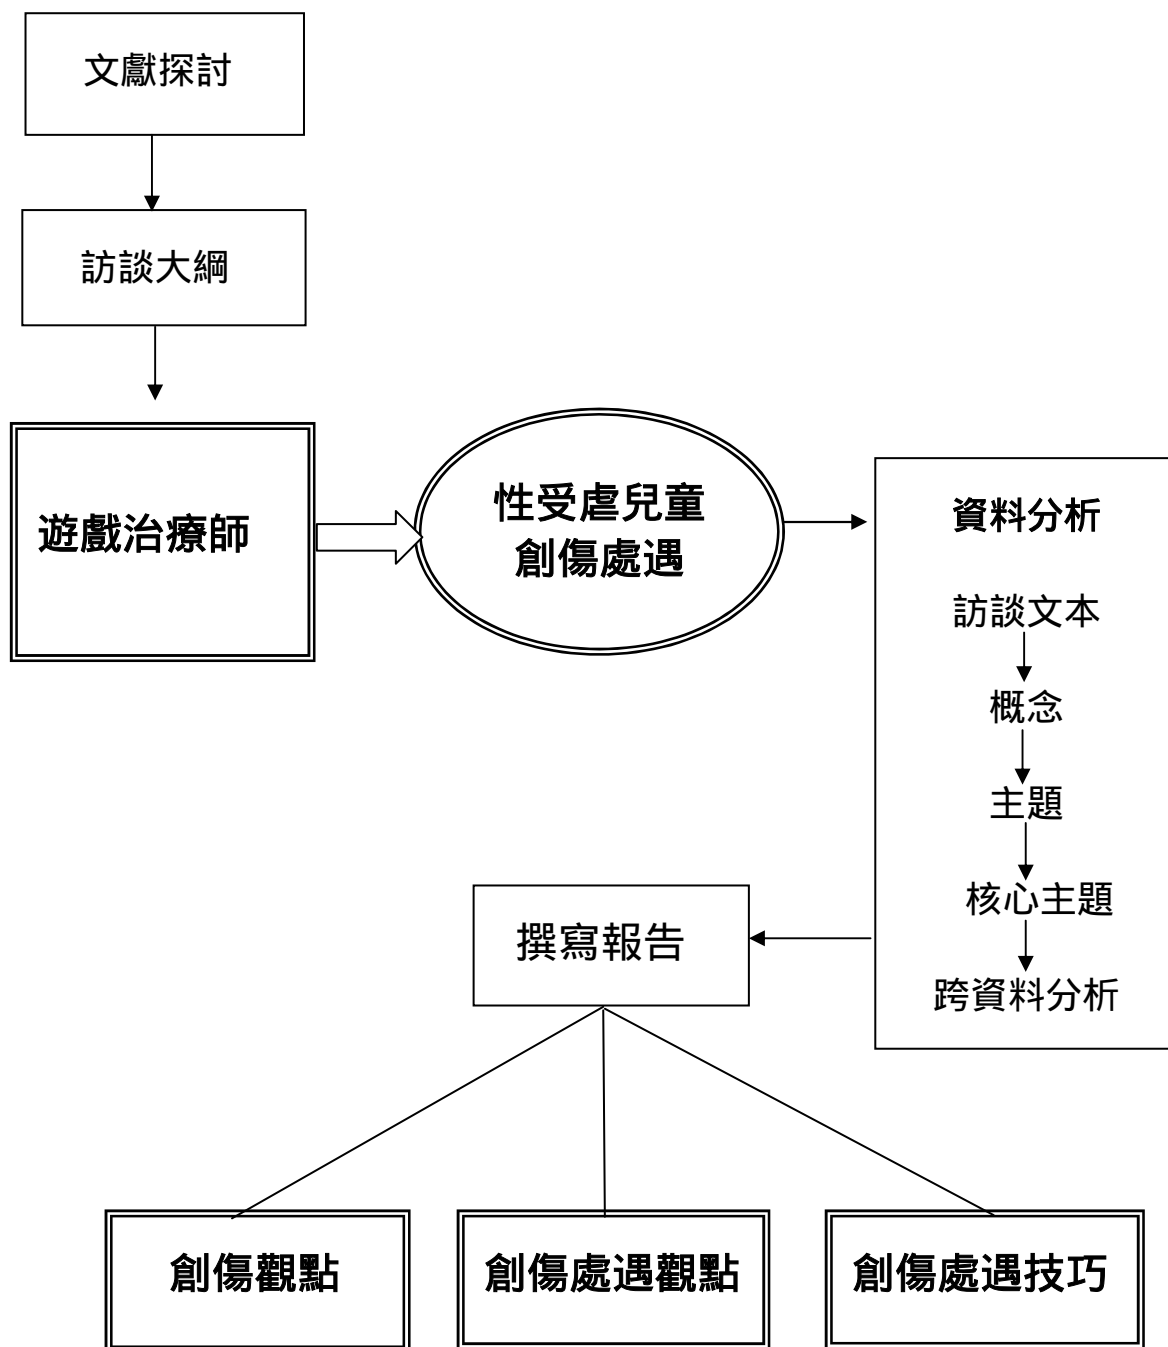 文獻探討
訪談大綱
遊戲治療師
性受虐兒童
創傷處遇
資料分析
訪談文本
概念
主題
核心主題
跨資料分析
撰寫報告
創傷觀點
創傷處遇觀點
創傷處遇技巧